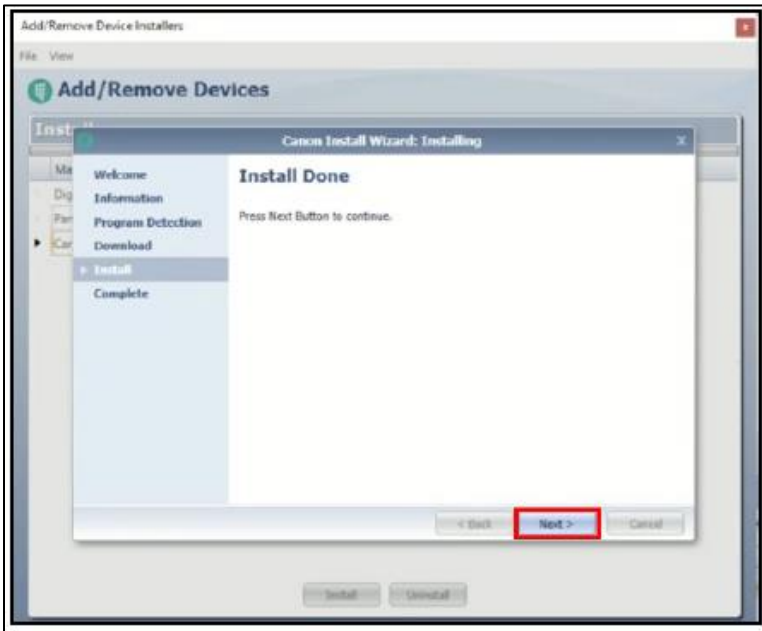 Add/Remove Device Installers
File View
Add/Remove Devices
Canon Install Wizard: Installing
Welcome
Information
Program Detection
Download
Install
Complete
Install Done
Press Next Button to continue.
< Back Next > Cancel
Install Uninstall